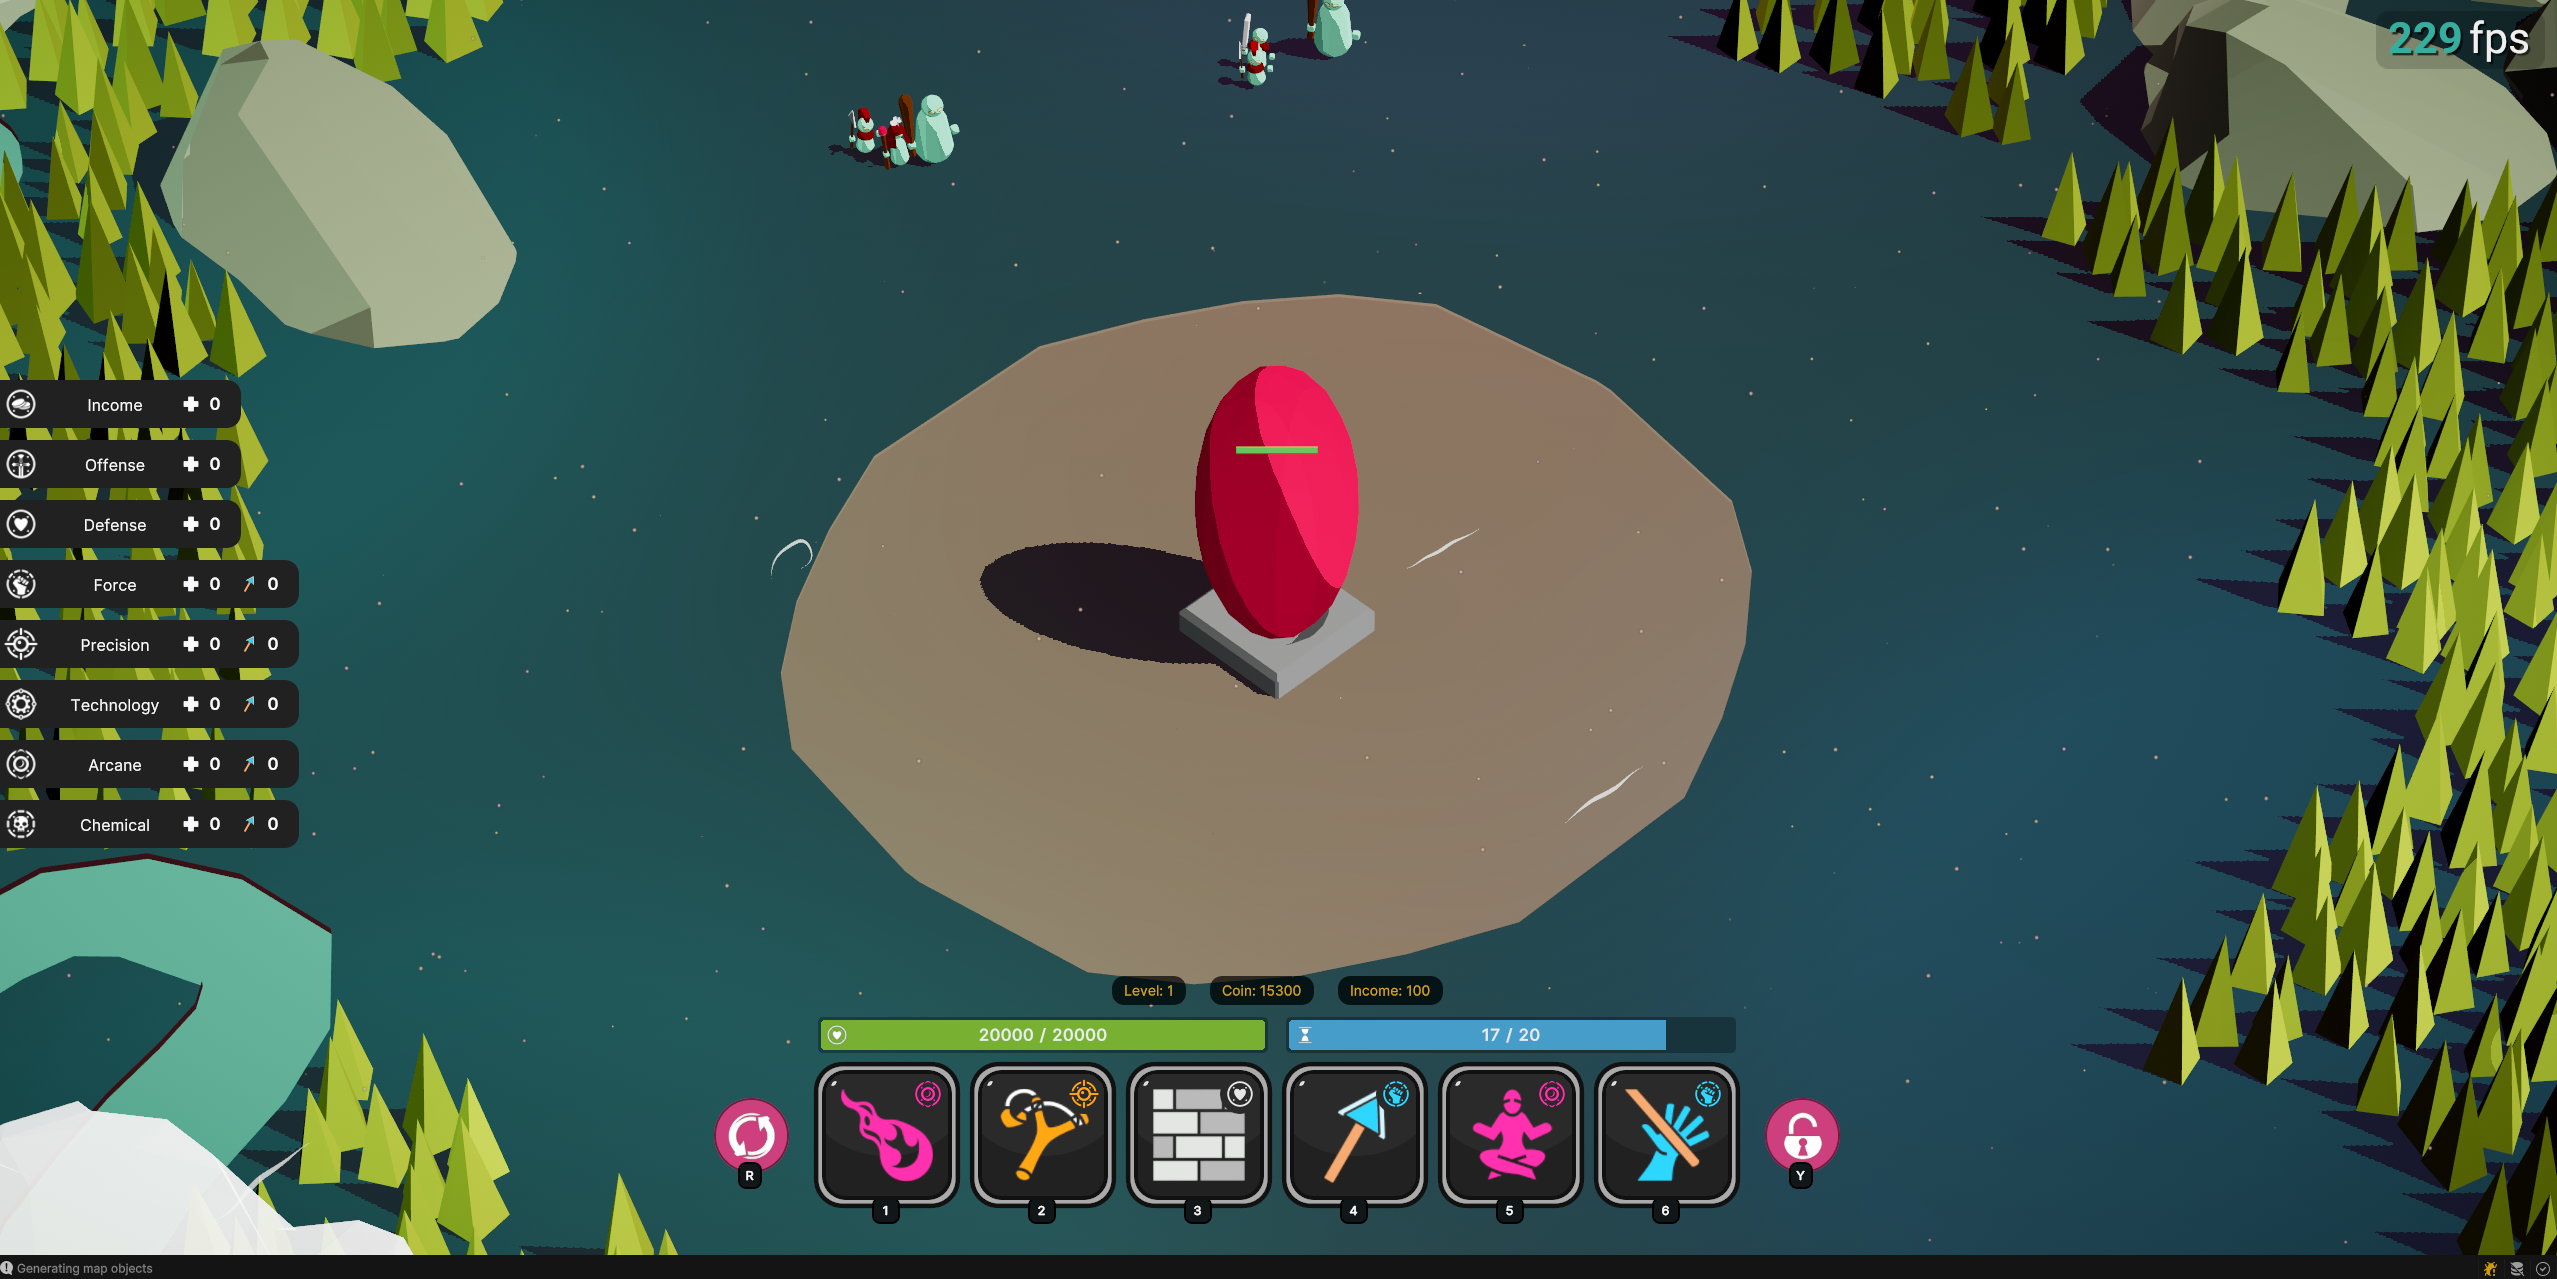 229 fps
Income + 0
Offense + 0
Defense + 0
Force + 0 0
Precision + 0 0
Technology + 0 0
Arcane + 0 0
Chemical + 0 0
Level: 1 Coin: 15300 Income: 100
20000 / 20000 17 / 20
R Y
1 2 3 4 5 6
Generating map objects